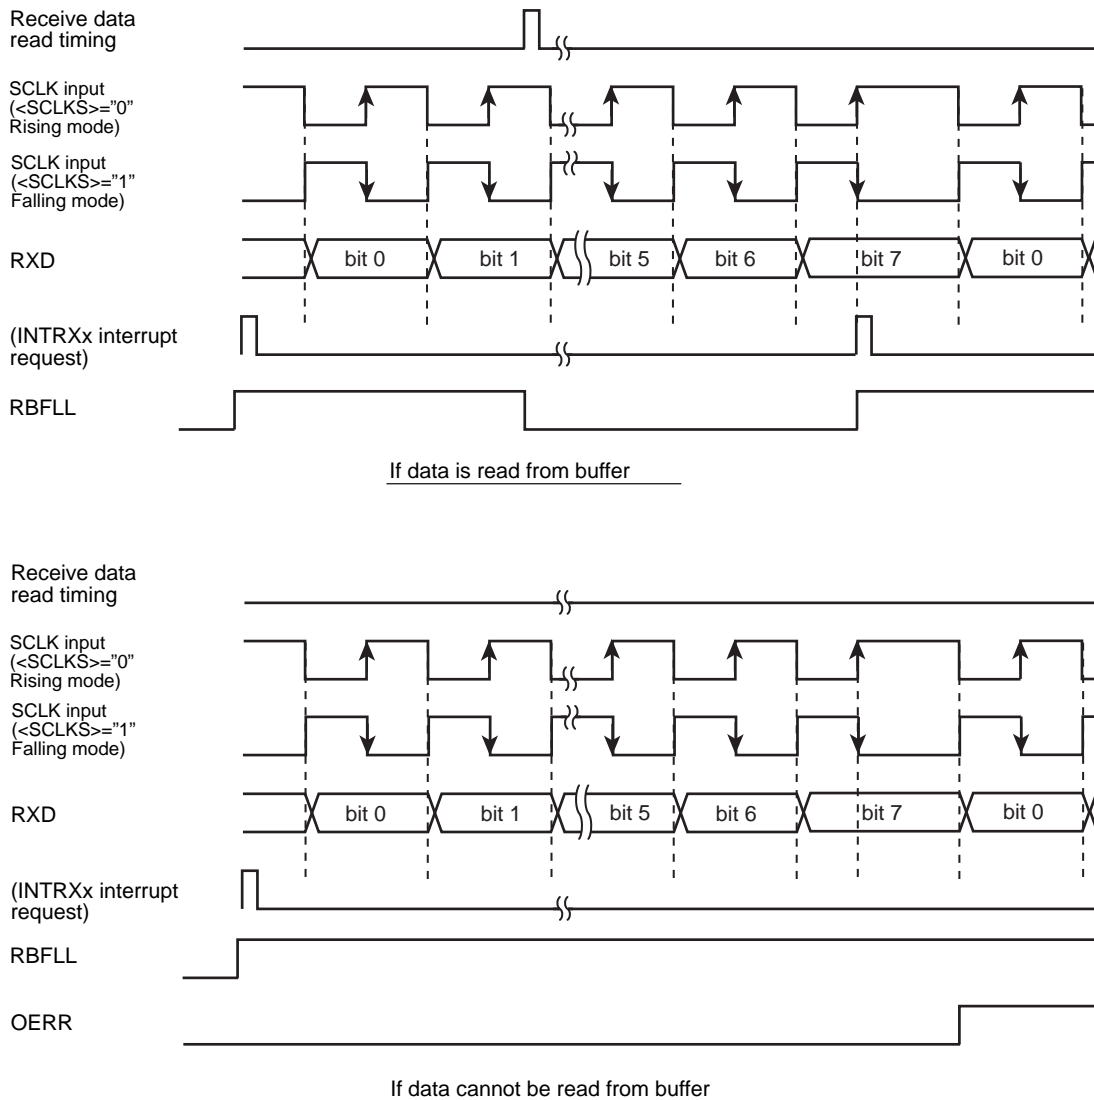 Receive data
read timing
SCLK input
(<SCLKS>="0"
Rising mode)
SCLK input
(<SCLKS>="1"
Falling mode)
RXD
bit 0
bit 1
bit 5
bit 6
bit 7
bit 0
(INTRXx interrupt
request)
RBFLL
If data is read from buffer
Receive data
read timing
SCLK input
(<SCLKS>="0"
Rising mode)
SCLK input
(<SCLKS>="1"
Falling mode)
RXD
bit 0
bit 1
bit 5
bit 6
bit 7
bit 0
(INTRXx interrupt
request)
RBFLL
OERR
If data cannot be read from buffer